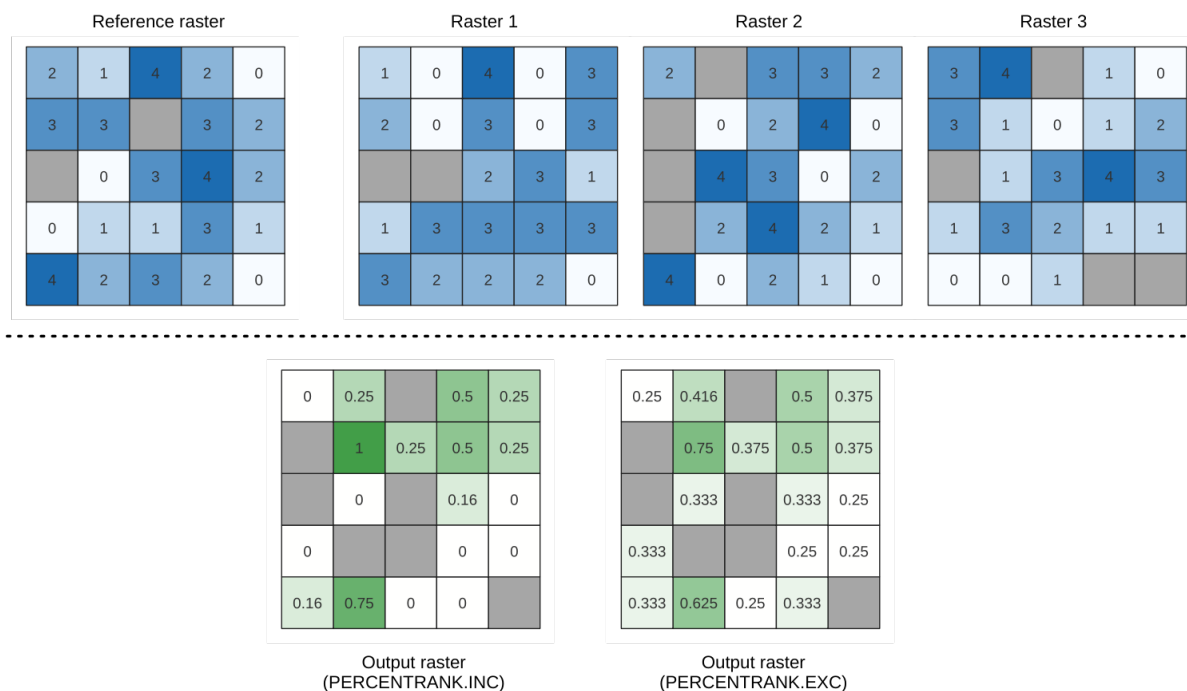 Reference raster Raster 1 Raster 2 Raster 3
2 1 4 2 0 1 0 4 0 3 2 3 3 2 3 4 1 0
3 3 3 2 2 0 3 0 3 0 2 4 0 3 1 0 1 2
0 3 4 2 2 3 1 4 3 0 2 1 3 4 3
0 1 1 3 1 1 3 3 3 3 2 4 2 1 1 3 2 1 1
4 2 3 2 0 3 2 2 2 0 4 0 2 1 0 0 0 1
0 0.25 0.5 0.25 0.25 0.416 0.5 0.375
1 0.25 0.5 0.25 0.75 0.375 0.5 0.375
0 0.16 0 0.333 0.333 0.25
0 0 0 0.333 0.25 0.25
0.16 0.75 0 0 0.333 0.625 0.25 0.333
Output raster Output raster
(PERCENTRANK.INC) (PERCENTRANK.EXC)